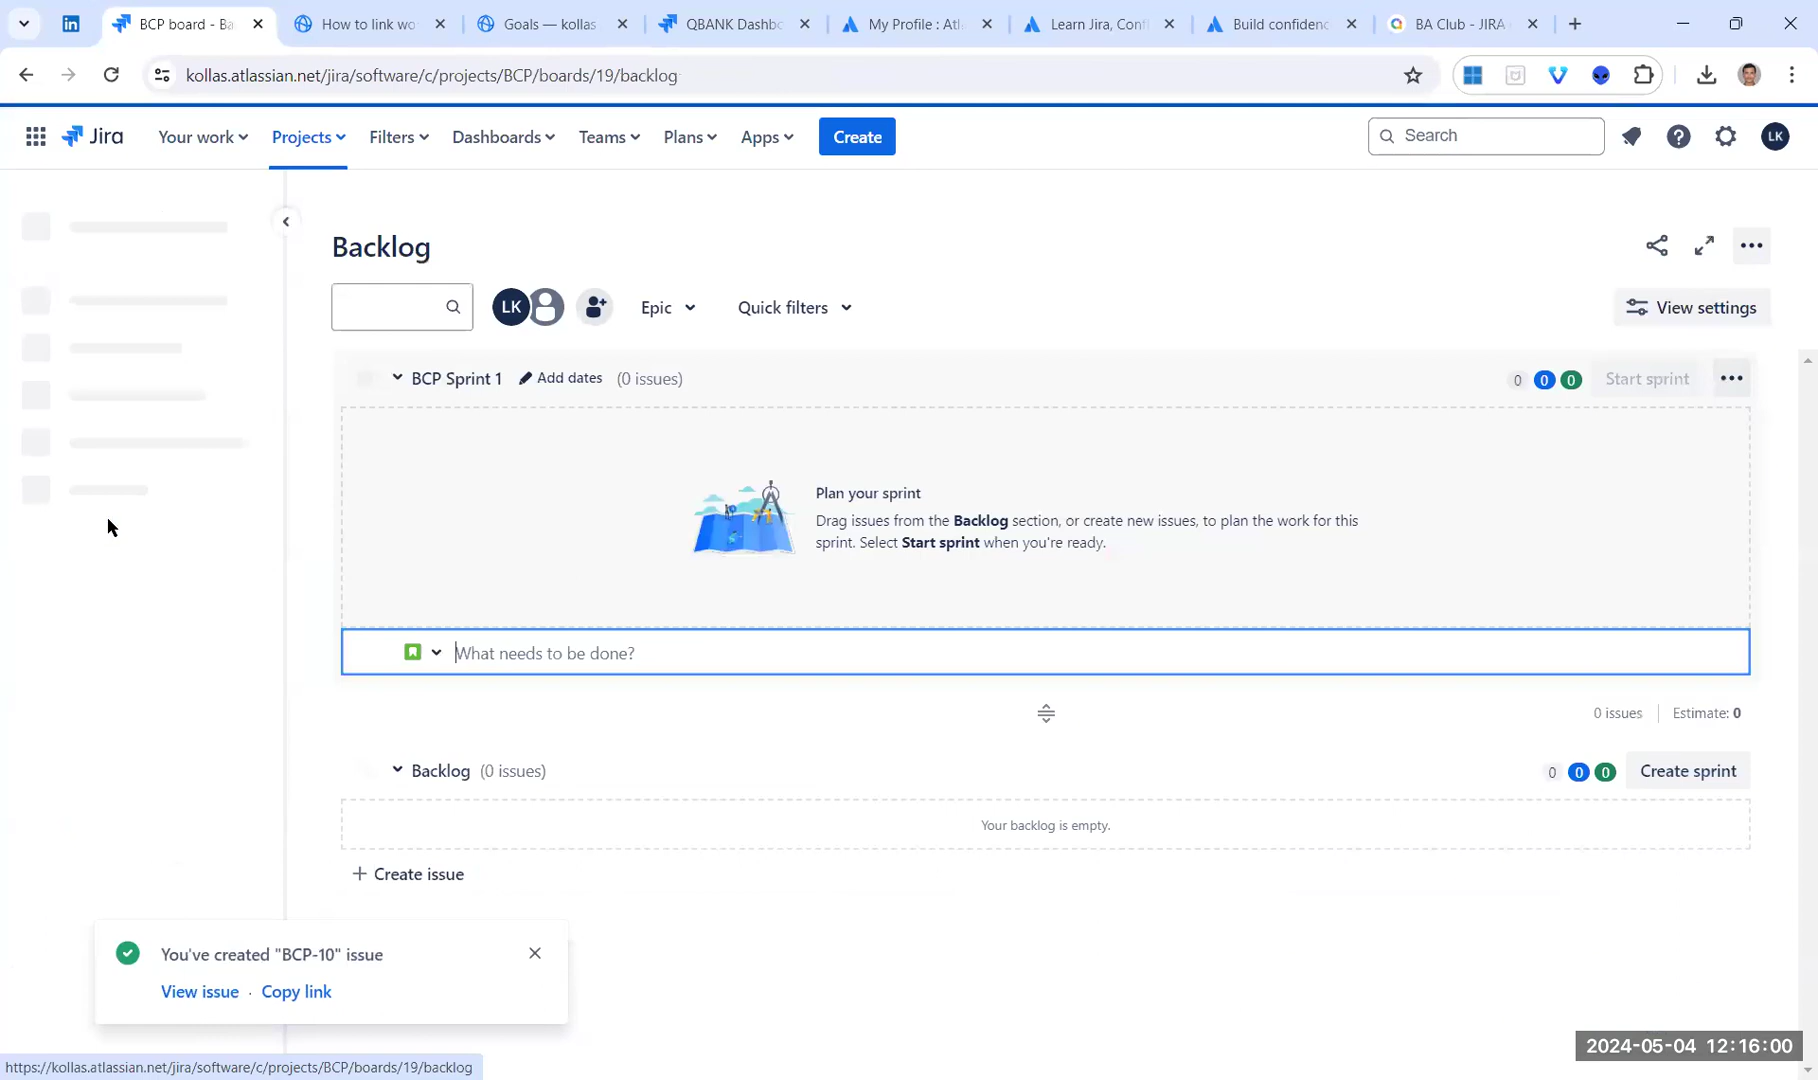 BCP board - Ba
How to link wo
Goals — kollas
QBANK Dashbo
My Profile : Atl
Learn Jira, Conf
Build confidenc
BA Club - JIRA
kollas.atlassian.net/jira/software/c/projects/BCP/boards/19/backlog
Jira
Your work
Projects
Filters
Dashboards
Teams
Plans
Apps
Create
Search
LK
Backlog
LK
Epic
Quick filters
View settings
BCP Sprint 1
Add dates
(0 issues)
0 0 0
Start sprint
Plan your sprint
Drag issues from the Backlog section, or create new issues, to plan the work for this
sprint. Select Start sprint when you're ready.
What needs to be done?
0 issues
Estimate: 0
Backlog (0 issues)
0 0 0
Create sprint
Your backlog is empty.
+ Create issue
You've created "BCP-10" issue
View issue · Copy link
2024-05-04 12:16:00
https://kollas.atlassian.net/jira/software/c/projects/BCP/boards/19/backlog